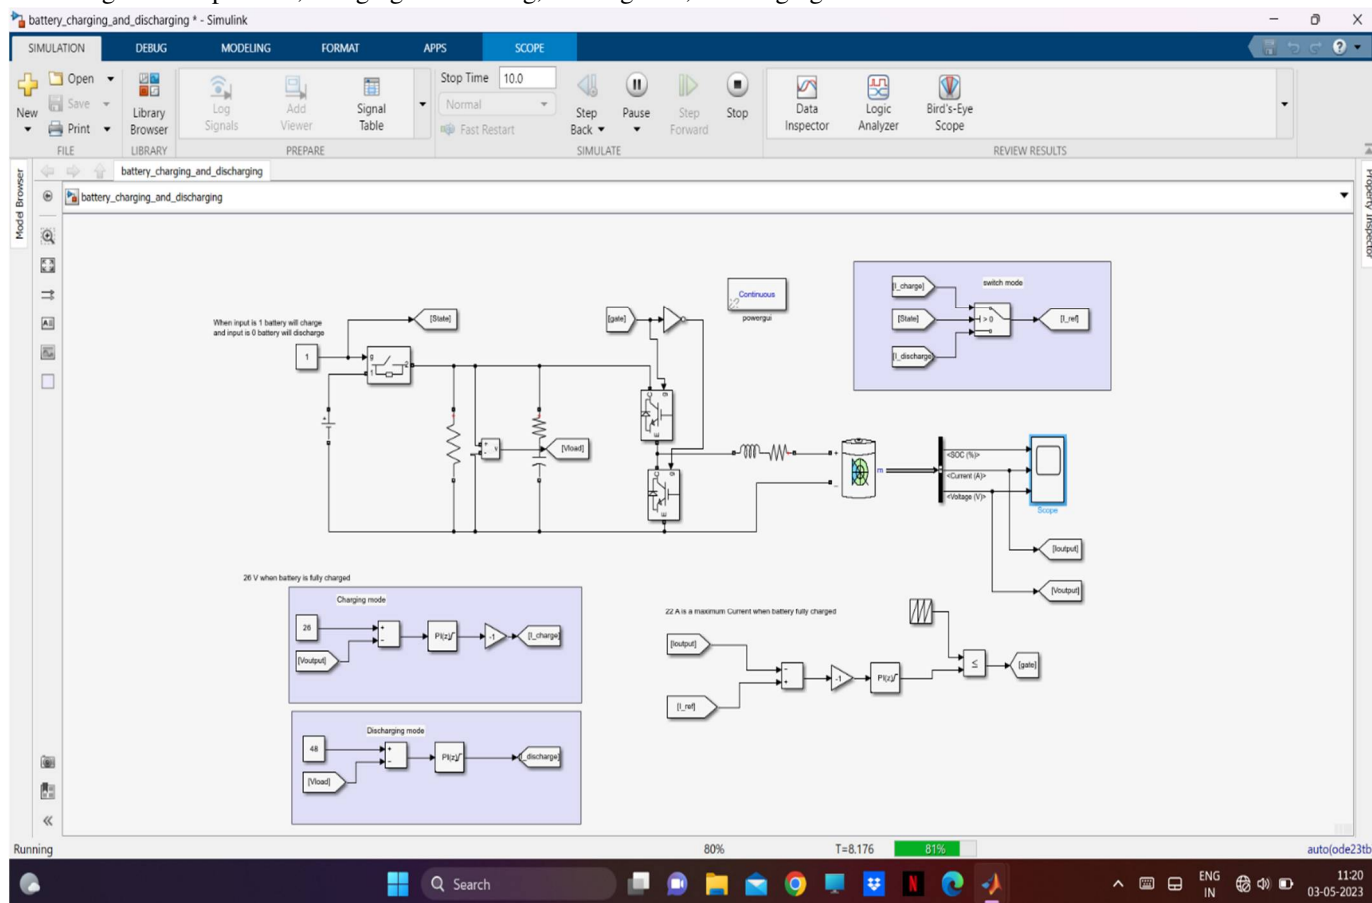 battery_charging_and_discharging * - Simulink
SIMULATION DEBUG MODELING FORMAT APPS SCOPE
New
Open
Save
Print
FILE
Library
Browser
LIBRARY
Log
Signals
Add
Viewer
Signal
Table
PREPARE
Stop Time 10.0
Normal
Fast Restart
Step
Back
Pause
Step
Forward
Stop
SIMULATE
Data
Inspector
Logic
Analyzer
Bird's-Eye
Scope
REVIEW RESULTS
Model Browser
Property Inspector
battery_charging_and_discharging
battery_charging_and_discharging
When input is 1 battery will charge
and input is 0 battery will discharge
[State]
1
g
1
2
[gate]
Continuous
powergui
switch mode
[I_charge]
[State]
> 0
[I_ref]
[I_discharge]
C
g
E
+
-
v
[Vload]
C
g
E
+
-
m
<SOC (%)>
<Current (A)>
<Voltage (V)>
Scope
[Ioutput]
[Voutput]
26 V when battery is fully charged
Charging mode
26
+
-
PI(z)
-1
[I_charge]
[Voutput]
Discharging mode
48
+
-
PI(z)
[I_discharge]
[Vload]
22 A is a maximum Current when battery fully charged
[Ioutput]
-
+
-1
PI(z)
≤
[gate]
[I_ref]
Running 80% T=8.176 81% auto(ode23tb
Search
ENG
IN
11:20
03-05-2023